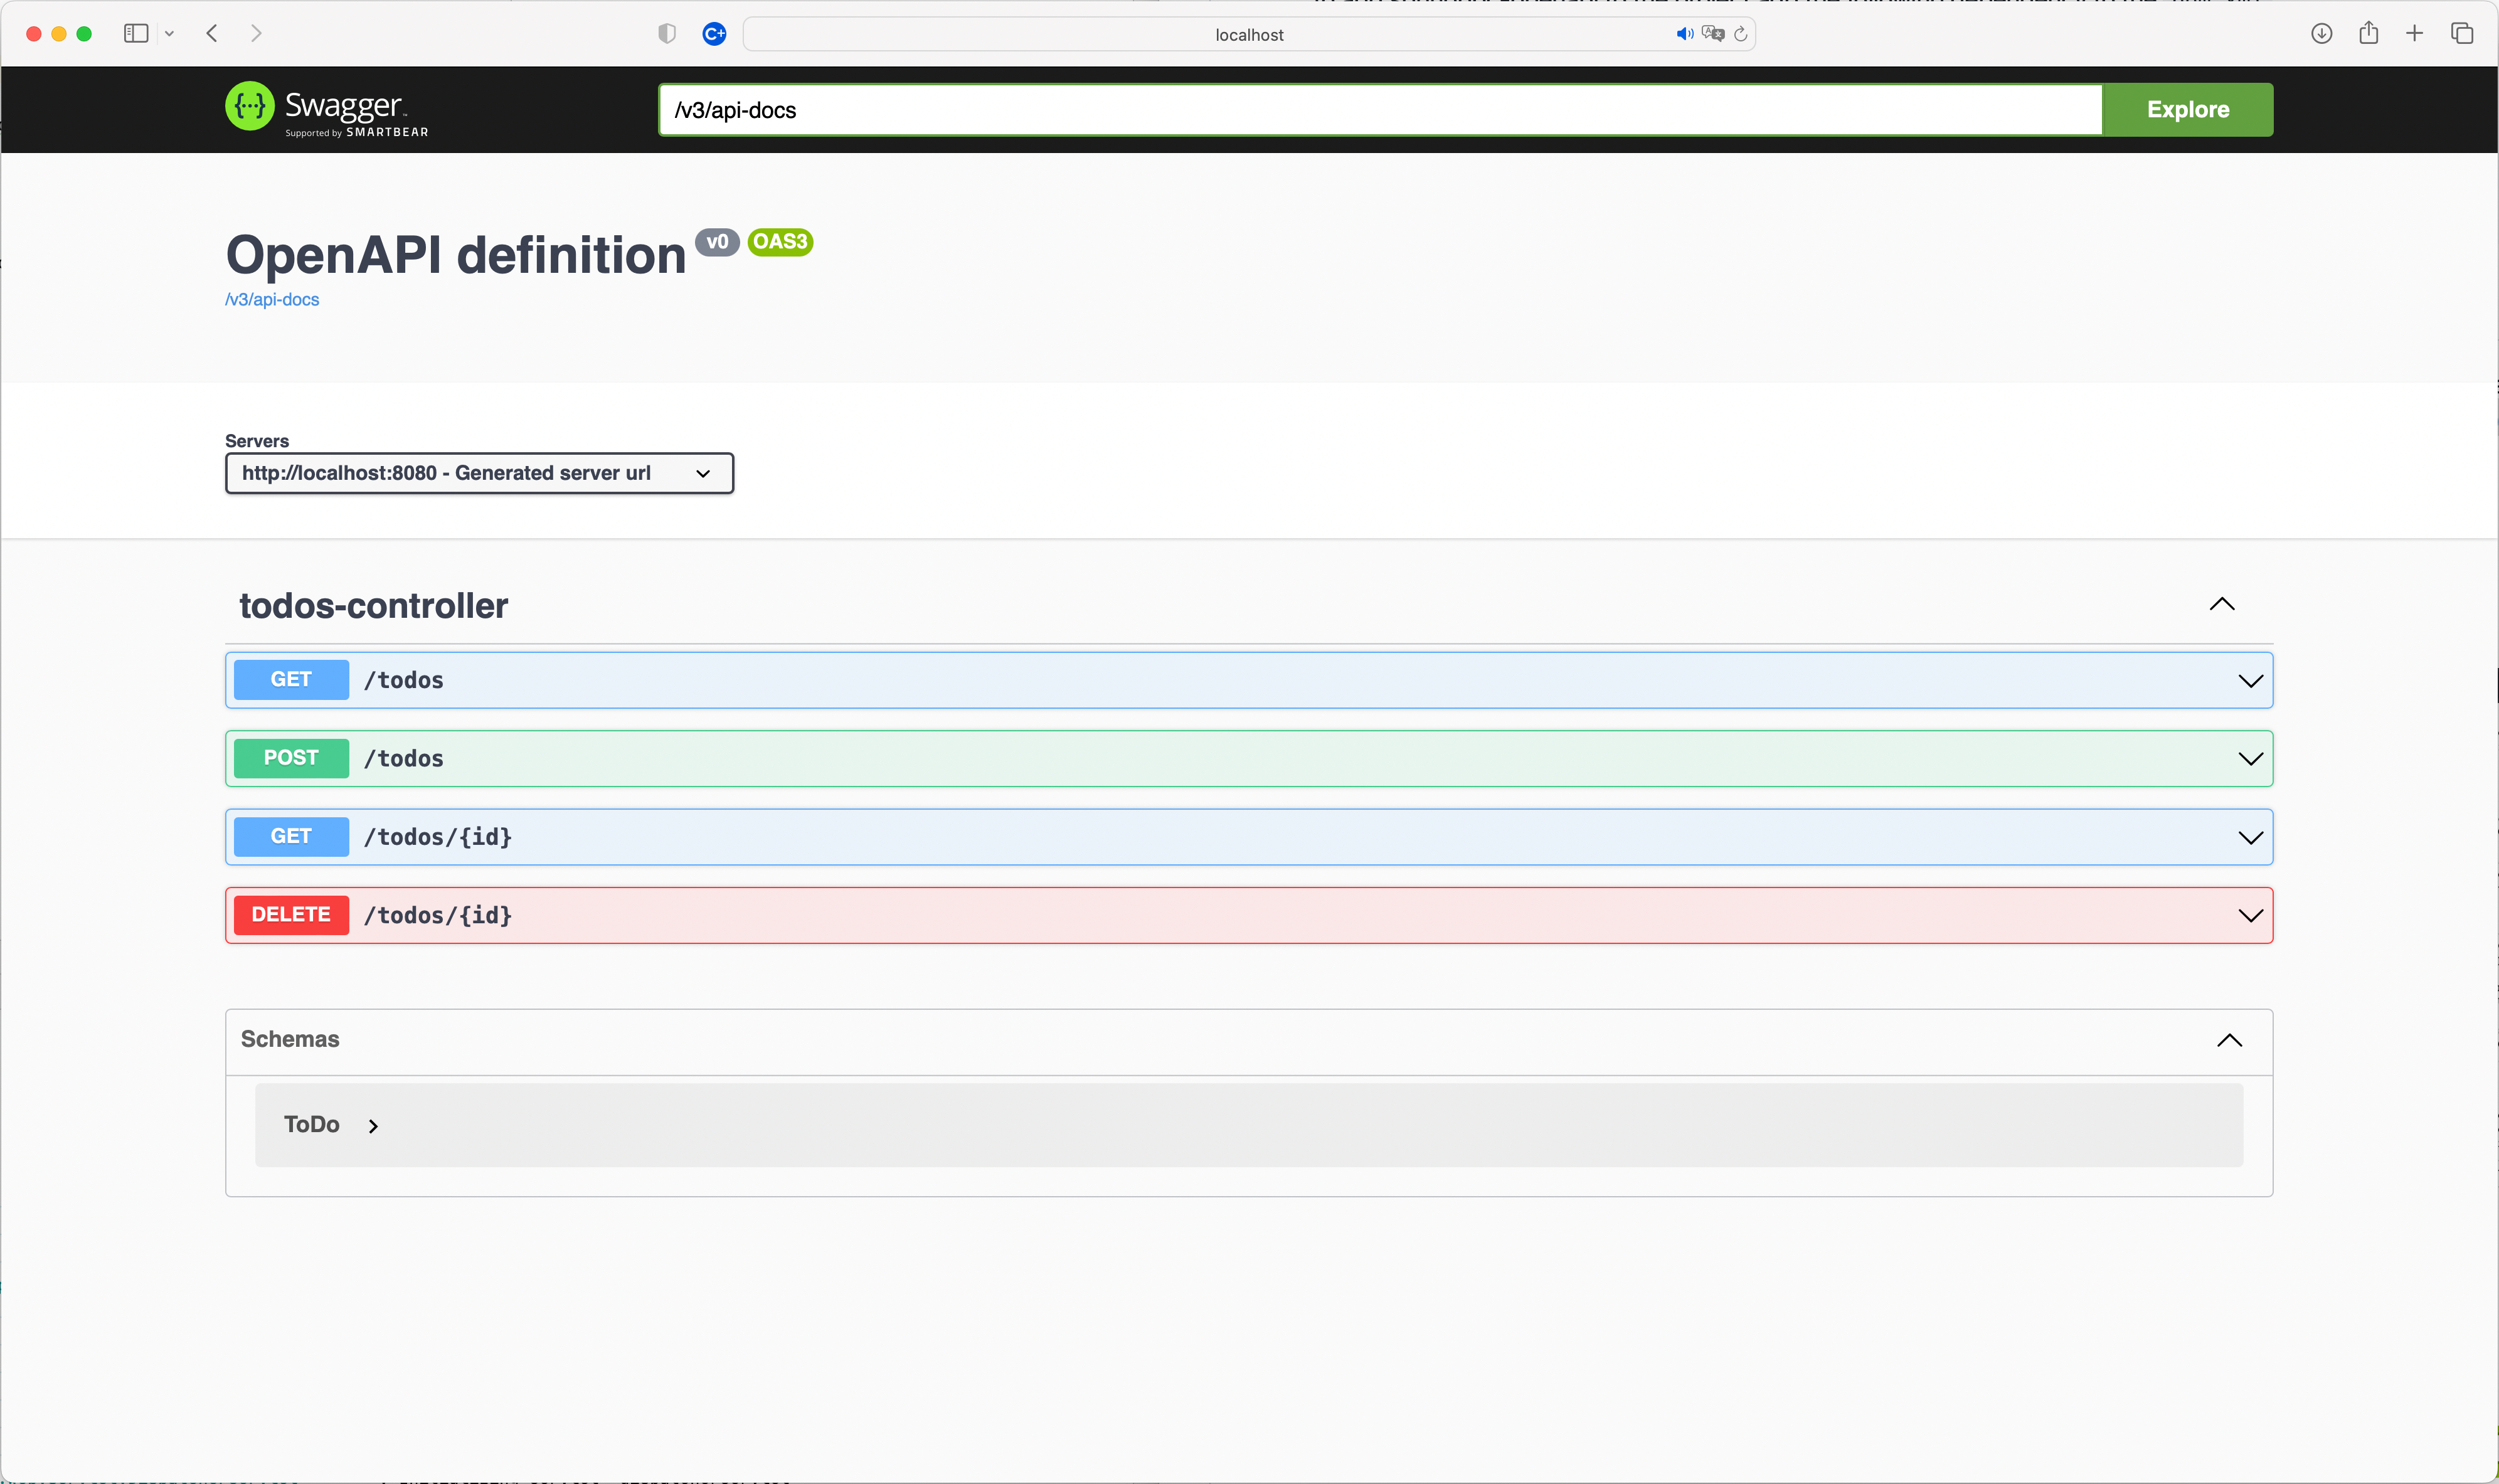 localhost
Swagger
Supported by SMARTBEAR
/v3/api-docs
Explore
OpenAPI definition v0 OAS3
/v3/api-docs
Servers
http://localhost:8080 - Generated server url
todos-controller
GET /todos
POST /todos
GET /todos/{id}
DELETE /todos/{id}
Schemas
ToDo